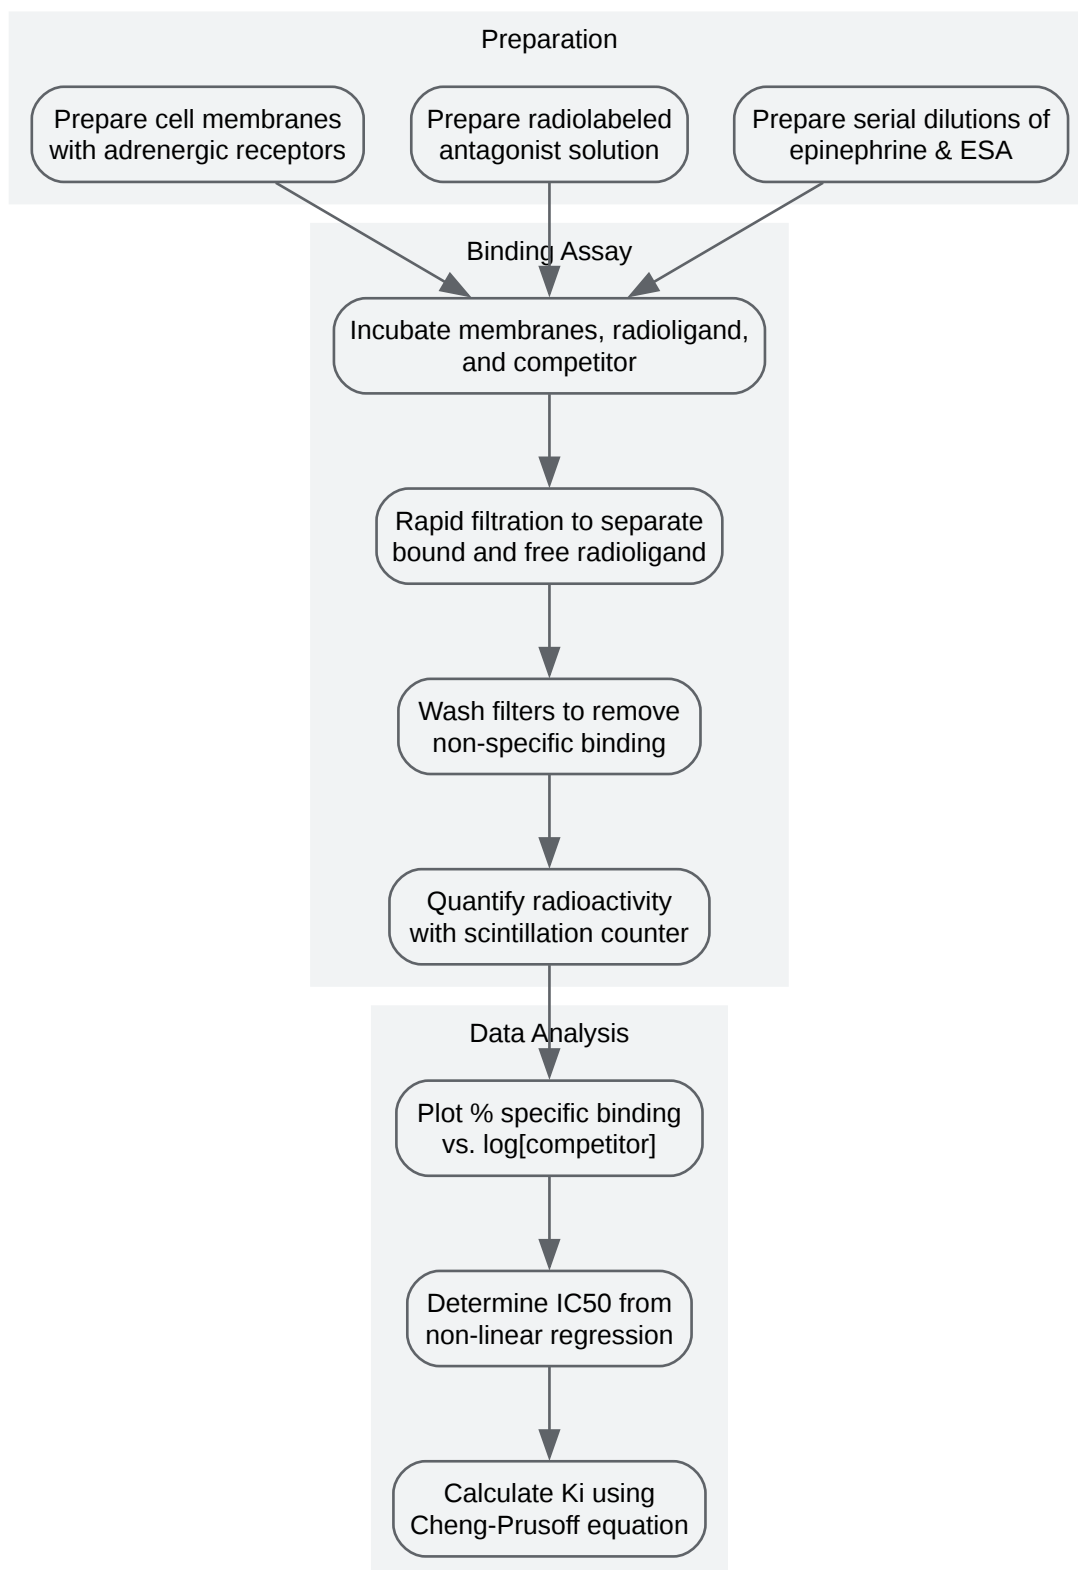 Preparation
Prepare cell membranes
with adrenergic receptors
Prepare radiolabeled
antagonist solution
Prepare serial dilutions of
epinephrine & ESA
Binding Assay
Incubate membranes, radioligand,
and competitor
Rapid filtration to separate
bound and free radioligand
Wash filters to remove
non-specific binding
Quantify radioactivity
with scintillation counter
Data Analysis
Plot % specific binding
vs. log[competitor]
Determine IC50 from
non-linear regression
Calculate Ki using
Cheng-Prusoff equation